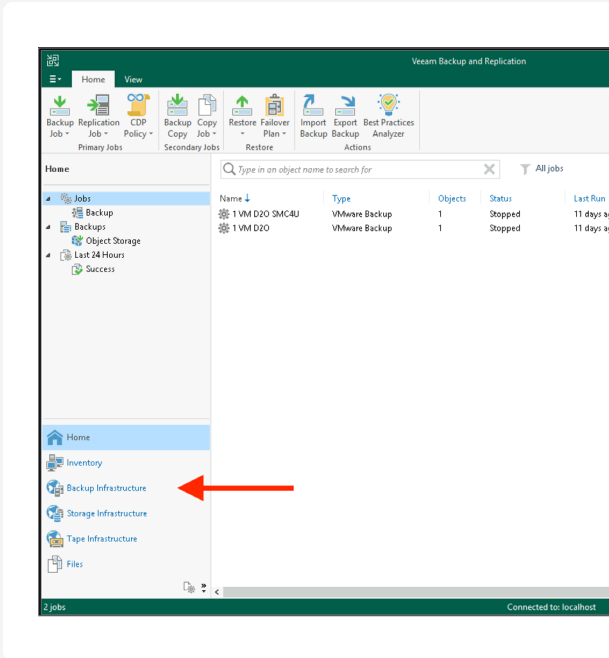 Veeam Backup and Replication
Home View
Backup Job Replication Job CDP Policy Backup Copy Copy Job Restore Failover Plan Import Backup Export Backup Best Practices Analyzer
Primary Jobs Secondary Jobs Restore Actions
Home
Type in an object name to search for All jobs
Jobs
Backup
Backups
Object Storage
Last 24 Hours
Success
Name Type Objects Status Last Run
1 VM D2O SMC4U VMware Backup 1 Stopped 11 days
1 VM D2O VMware Backup 1 Stopped 11 days
Home
Inventory
Backup Infrastructure
Storage Infrastructure
Tape Infrastructure
Files
2 jobs Connected to: localhost